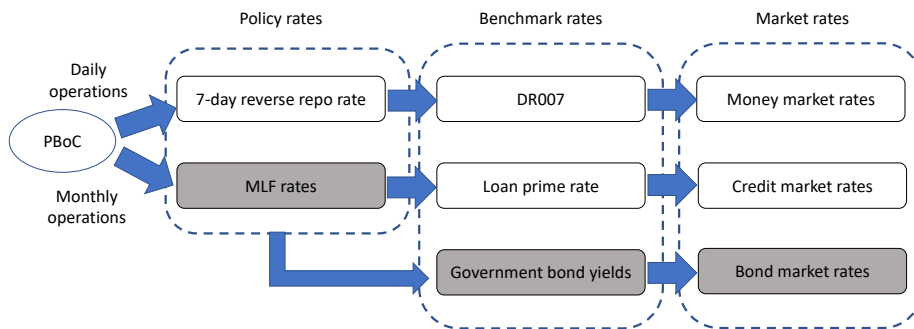 Policy rates
Benchmark rates
Market rates
Daily
operations
7-day reverse repo rate
DR007
Money market rates
PBoC
MLF rates
Loan prime rate
Credit market rates
Monthly
operations
Government bond yields
Bond market rates